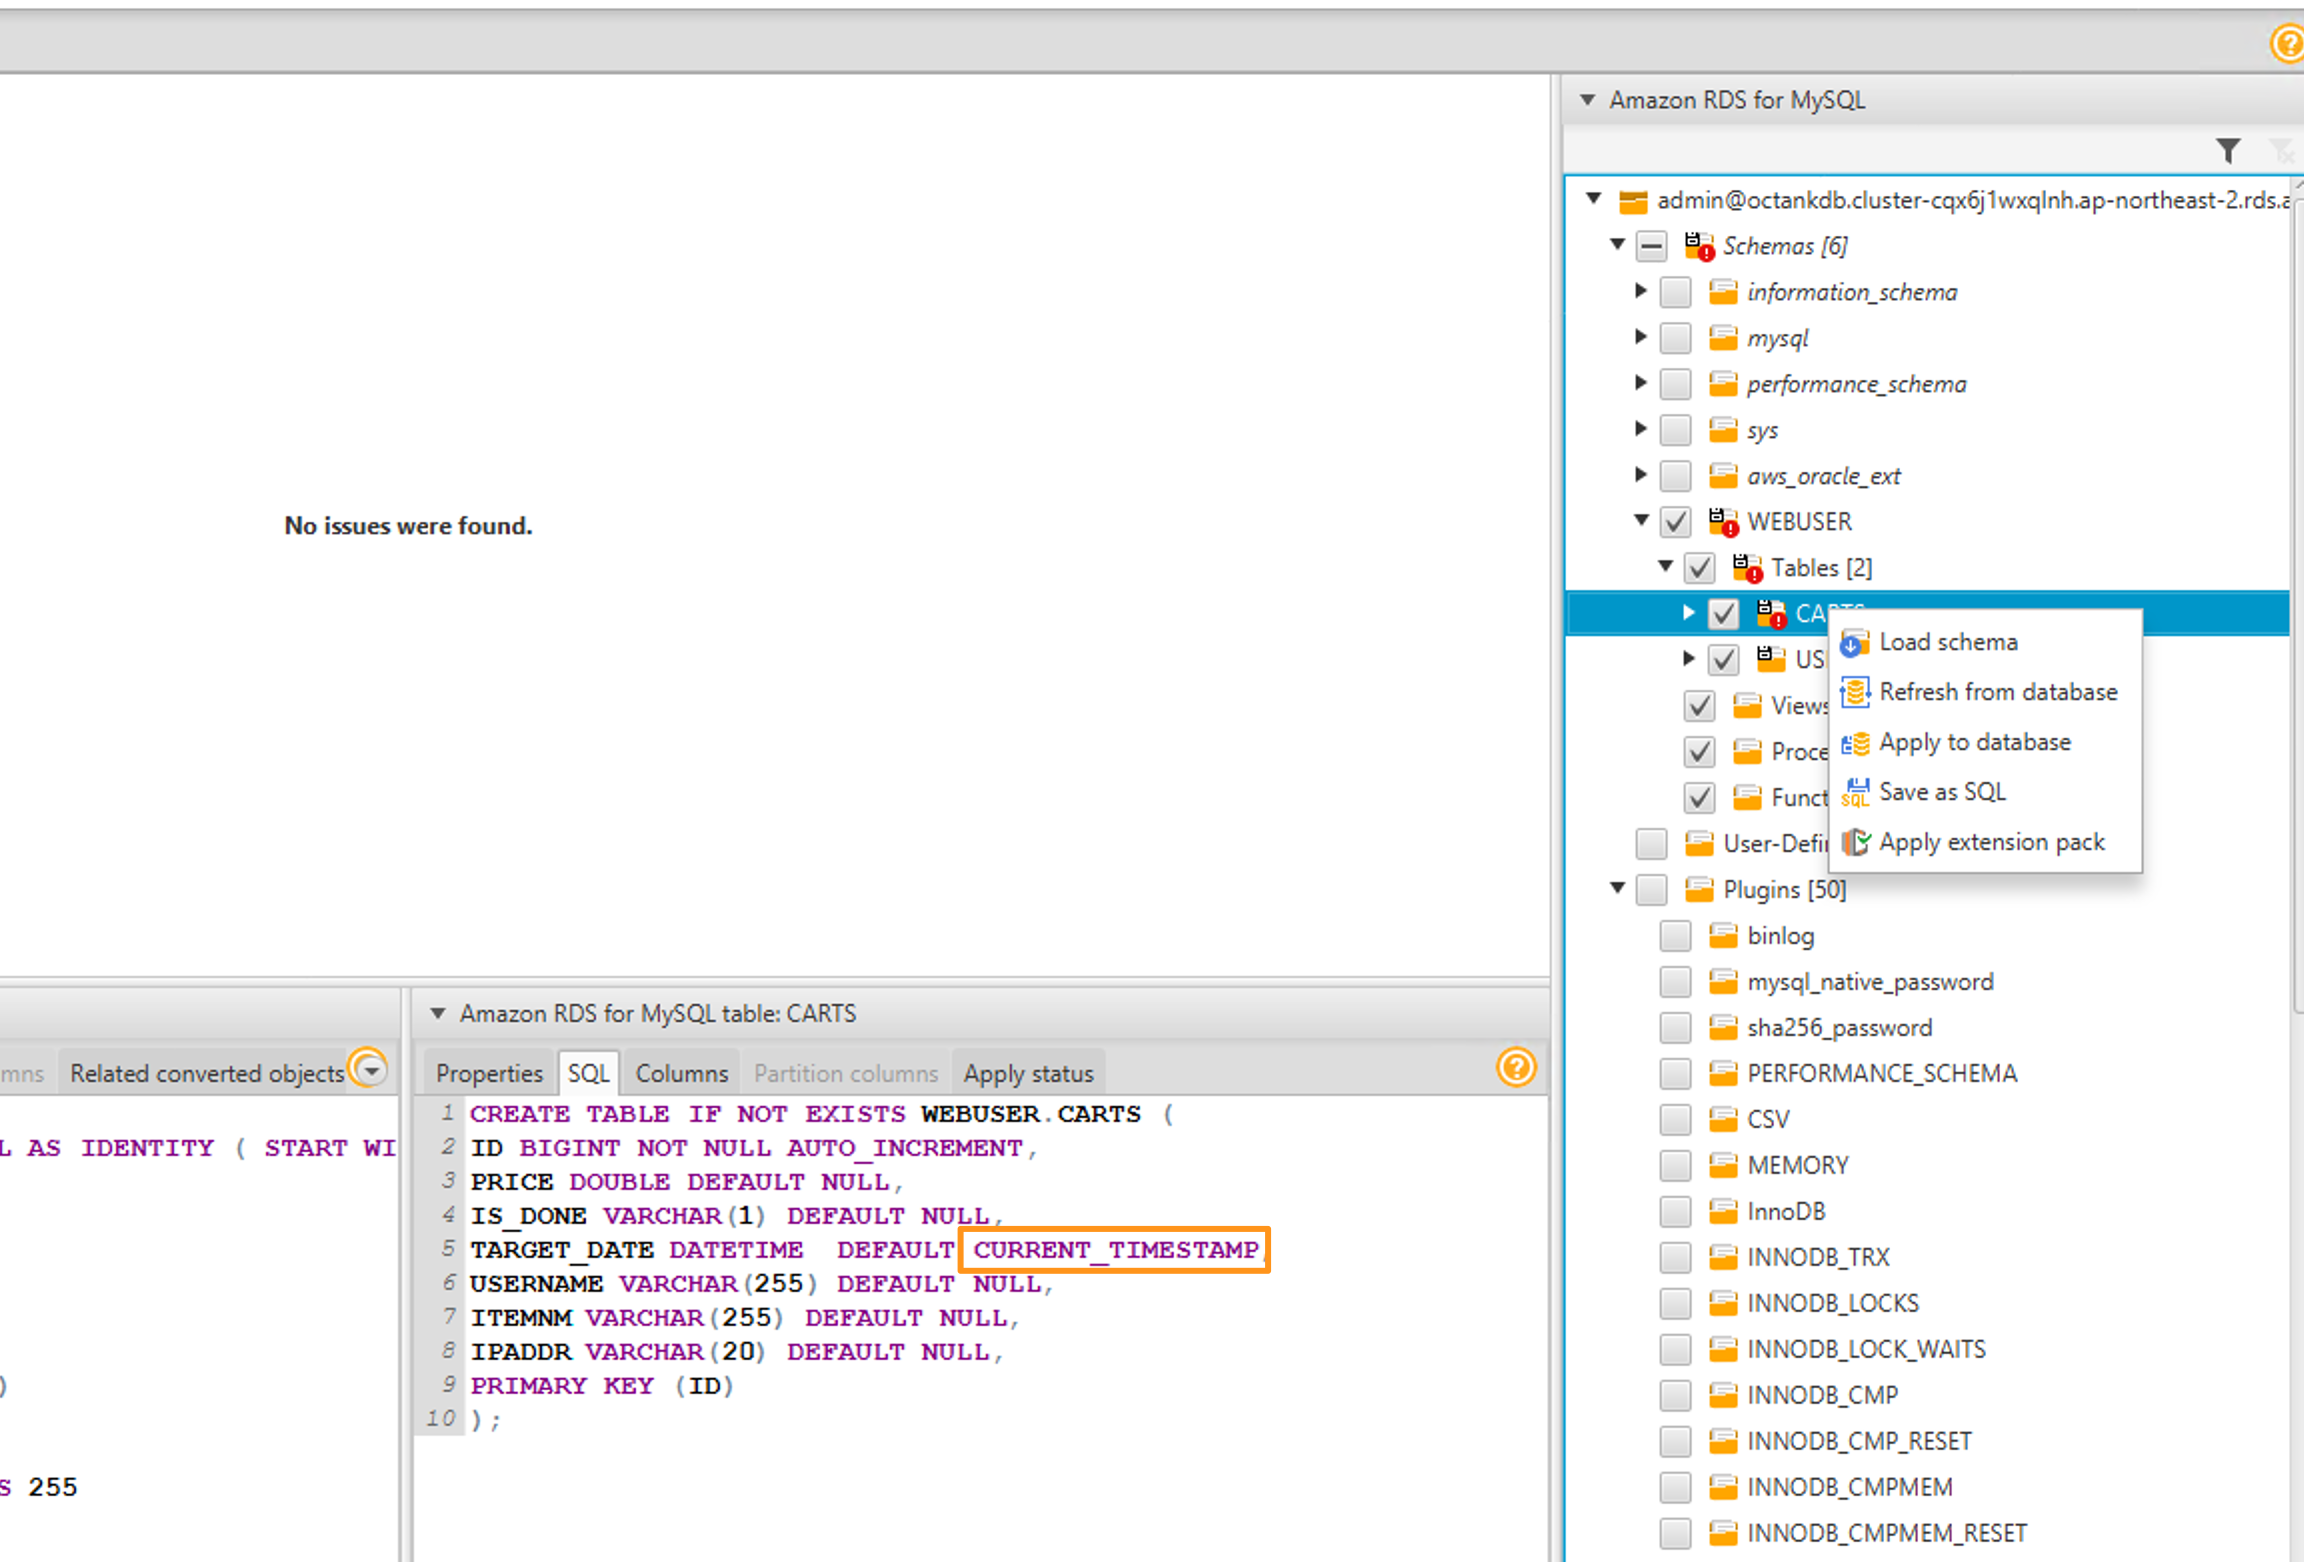 Amazon RDS for MySQL
admin@octankdb.cluster-cqx6j1wxqlnh.ap-northeast-2.rds.a
Schemas [6]
information_schema
mysql
performance_schema
sys
aws_oracle_ext
No issues were found.
WEBUSER
Tables [2]
CARTS
Load schema
US
Refresh from database
Views
Apply to database
Proce
Save as SQL
Funct
Apply extension pack
User-Defi
Plugins [50]
binlog
mysql_native_password
sha256_password
PERFORMANCE_SCHEMA
CSV
MEMORY
InnoDB
INNODB_TRX
INNODB_LOCKS
INNODB_LOCK_WAITS
INNODB_CMP
INNODB_CMP_RESET
INNODB_CMPMEM
INNODB_CMPMEM_RESET
mns Related converted objects
L AS IDENTITY ( START WI
)
S 255
Amazon RDS for MySQL table: CARTS
Properties SQL Columns Partition columns Apply status
1 CREATE TABLE IF NOT EXISTS WEBUSER.CARTS (
2 ID BIGINT NOT NULL AUTO_INCREMENT,
3 PRICE DOUBLE DEFAULT NULL,
4 IS_DONE VARCHAR(1) DEFAULT NULL,
5 TARGET_DATE DATETIME  DEFAULT CURRENT_TIMESTAMP,
6 USERNAME VARCHAR(255) DEFAULT NULL,
7 ITEMNM VARCHAR(255) DEFAULT NULL,
8 IPADDR VARCHAR(20) DEFAULT NULL,
9 PRIMARY KEY (ID)
10 );